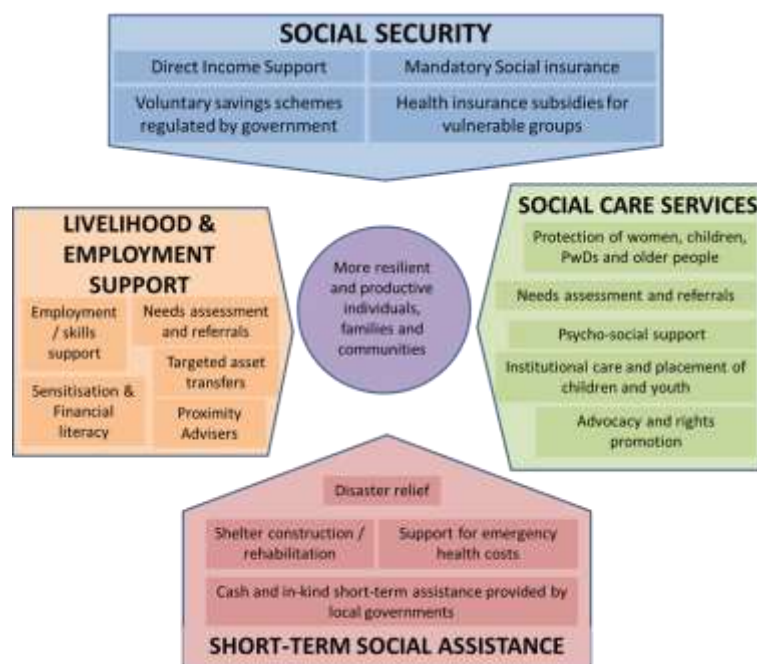 SOCIAL SECURITY
Direct Income Support
Mandatory Social insurance
Voluntary savings schemes
regulated by government
Health insurance subsidies for
vulnerable groups
LIVELIHOOD &
EMPLOYMENT
SUPPORT
Employment
/ skills
support
Needs assessment
and referrals
Targeted asset
transfers
Sensitisation &
Financial
literacy
Proximity
Advisers
More resilient
and productive
individuals,
families and
communities
SOCIAL CARE SERVICES
Protection of women, children,
PwDs and older people
Needs assessment and referrals
Psycho-social support
Institutional care and placement of
children and youth
Advocacy and rights
promotion
Disaster relief
Shelter construction /
rehabilitation
Support for emergency
health costs
Cash and in-kind short-term assistance provided by
local governments
SHORT-TERM SOCIAL ASSISTANCE